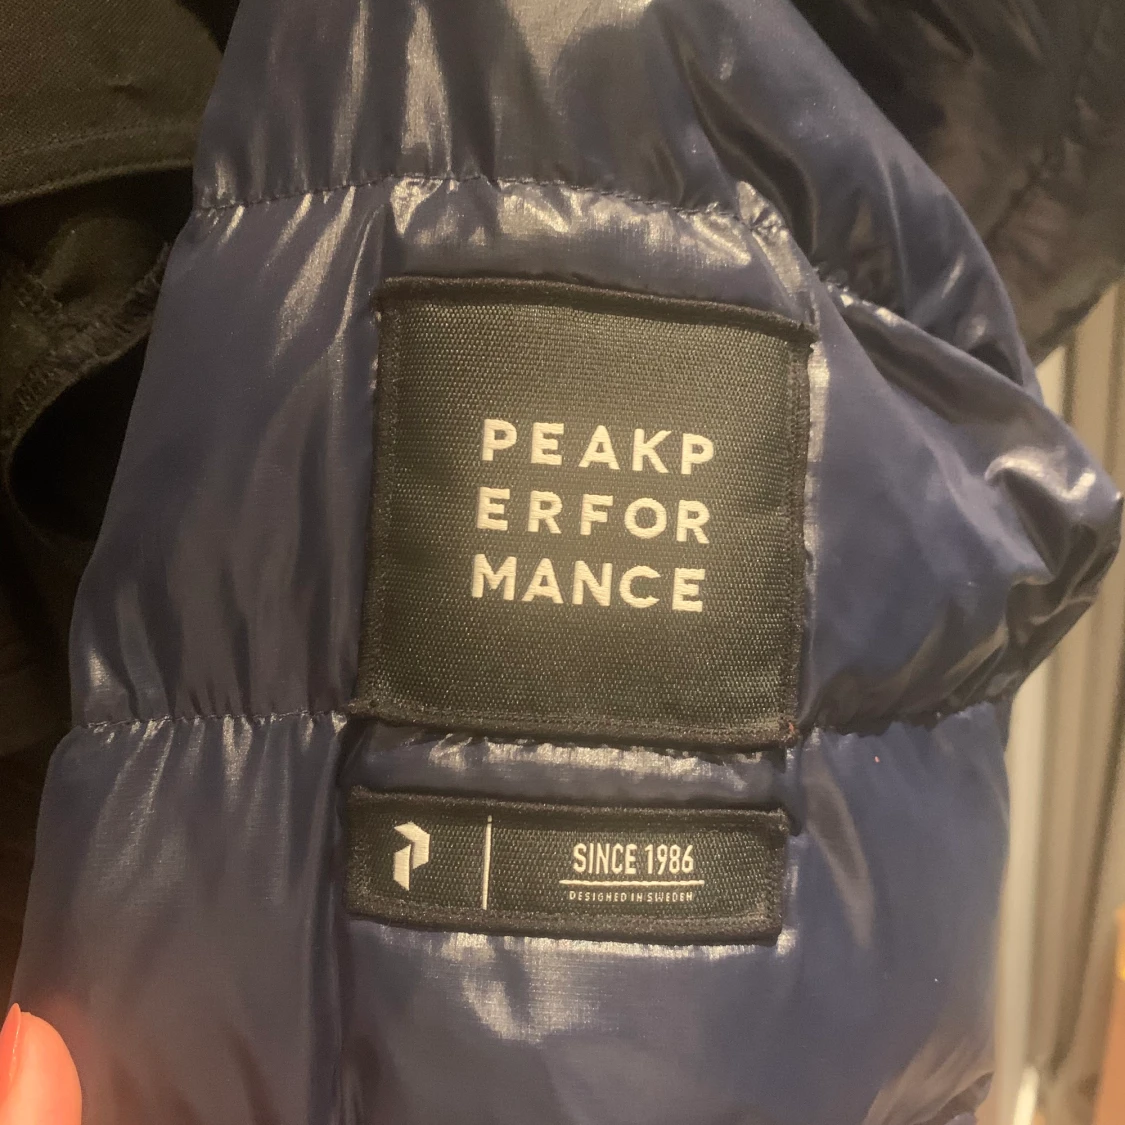 PEAKP
ERFOR
MANCE
SINCE 1986
DESIGNED IN SWEDEN